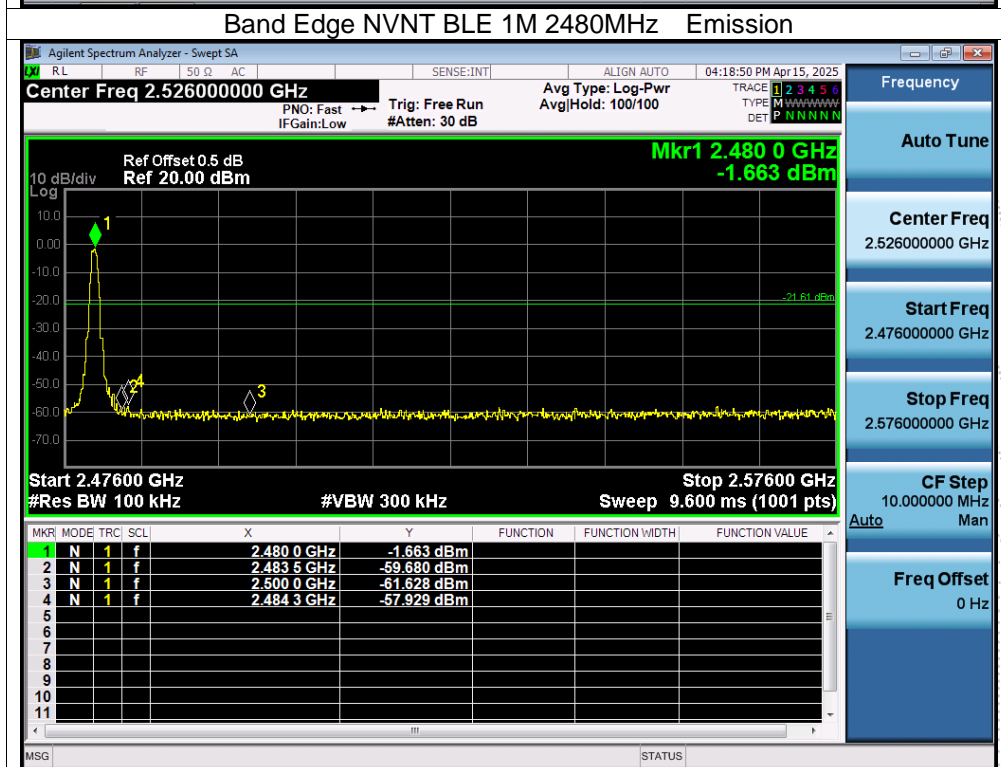 Band Edge NVNT BLE 1M 2480MHz Emission
Agilent Spectrum Analyzer - Swept SA
LXI RL RF 50 Ω AC SENSE:INT ALIGN AUTO 04:18:50 PM Apr 15, 2025
Center Freq 2.526000000 GHz
PNO: Fast
IFGain:Low
Trig: Free Run
#Atten: 30 dB
Avg Type: Log-Pwr
Avg|Hold: 100/100
TRACE 1 2 3 4 5 6
TYPE M WWWWW
DET P N N N N N
Ref Offset 0.5 dB
10 dB/div Ref 20.00 dBm
Log
Mkr1 2.480 0 GHz
-1.663 dBm
10.0
0.00
-10.0
-20.0
-30.0
-40.0
-50.0
-60.0
-70.0
1
-21.61 dBm
2
4
3
Start 2.47600 GHz Stop 2.57600 GHz
#Res BW 100 kHz #VBW 300 kHz Sweep 9.600 ms (1001 pts)
MKR MODE TRC SCL X Y FUNCTION FUNCTION WIDTH FUNCTION VALUE
1 N 1 f 2.480 0 GHz -1.663 dBm
2 N 1 f 2.483 5 GHz -59.680 dBm
3 N 1 f 2.500 0 GHz -61.628 dBm
4 N 1 f 2.484 3 GHz -57.929 dBm
5
6
7
8
9
10
11
MSG STATUS
Frequency
Auto Tune
Center Freq
2.526000000 GHz
Start Freq
2.476000000 GHz
Stop Freq
2.576000000 GHz
CF Step
10.000000 MHz
Auto Man
Freq Offset
0 Hz